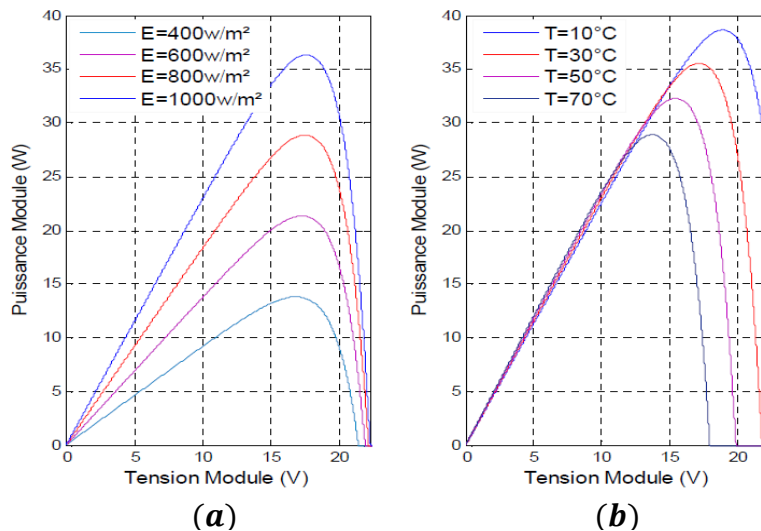 40
35
30
25
20
15
10
5
0
Puissance Module (W)
E=400w/m²
E=600w/m²
E=800w/m²
E=1000w/m²
0 5 10 15 20
Tension Module (V)
(a)
40
35
30
25
20
15
10
5
0
Puissance Module (W)
T=10°C
T=30°C
T=50°C
T=70°C
0 5 10 15 20
Tension Module (V)
(b)